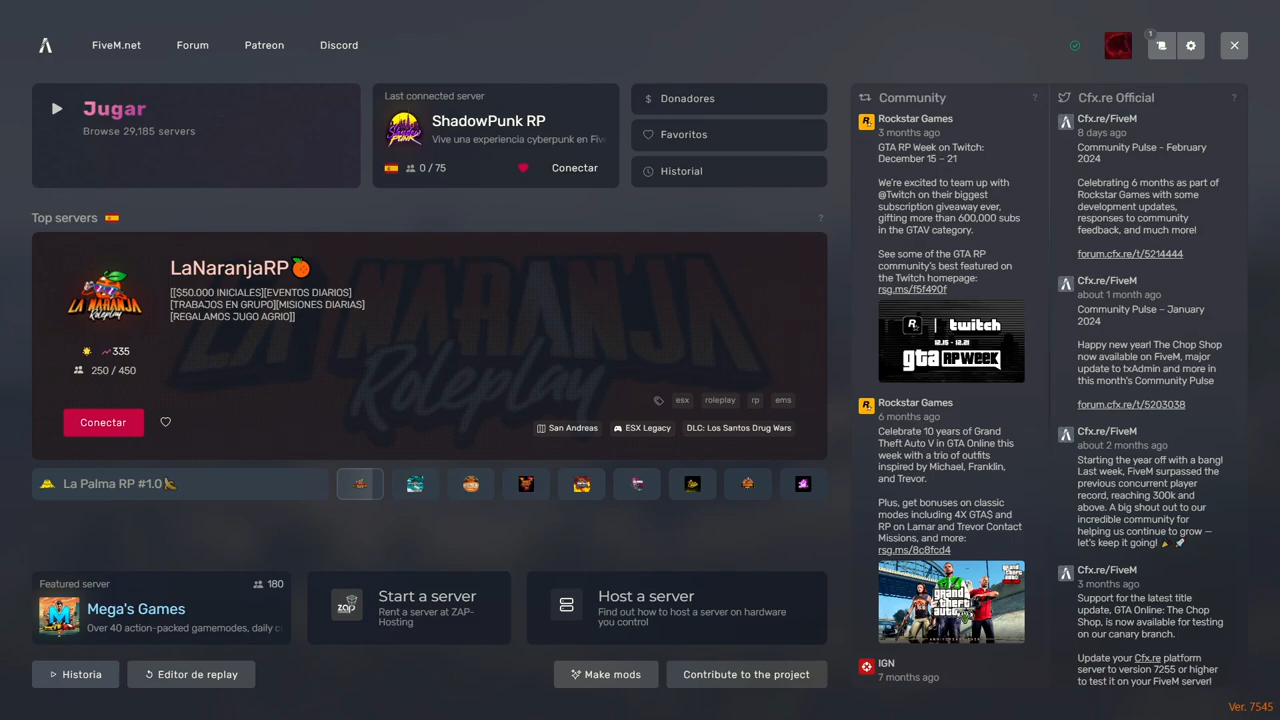 FiveM.net
Forum
Patreon
Discord
1
Jugar
Browse 29,185 servers
Last connected server
ShadowPunk RP
Vive una experiencia cyberpunk en Five
0 / 75
Conectar
Donadores
Favoritos
Historial
Top servers
?
LA NARANJA
Roleplay
LaNaranjaRP
[[$50.000 INICIALES][EVENTOS DIARIOS]
[TRABAJOS EN GRUPO][MISIONES DIARIAS]
[REGALAMOS JUGO AGRIO]]
335
250 / 450
Conectar
esx
roleplay
rp
ems
San Andreas
ESX Legacy
DLC: Los Santos Drug Wars
La Palma RP #1.0
Featured server
180
Mega's Games
Over 40 action-packed gamemodes, daily c
ZAP
Start a server
Rent a server at ZAP-
Hosting
Host a server
Find out how to host a server on hardware
you control
Historia
Editor de replay
Make mods
Contribute to the project
Community
?
Rockstar Games
3 months ago
GTA RP Week on Twitch:
December 15 – 21
We're excited to team up with
@Twitch on their biggest
subscription giveaway ever,
gifting more than 600,000 subs
in the GTAV category.
See some of the GTA RP
community's best featured on
the Twitch homepage:
rsg.ms/f5f490f
twitch
12.15 - 12.21
gta RP WEEK
Rockstar Games
6 months ago
Celebrate 10 years of Grand
Theft Auto V in GTA Online this
week with a trio of outfits
inspired by Michael, Franklin,
and Trevor.
Plus, get bonuses on classic
modes including 4X GTA$ and
RP on Lamar and Trevor Contact
Missions, and more:
rsg.ms/8c8fcd4
grand
theft
auto
IGN
7 months ago
Cfx.re Official
?
Cfx.re/FiveM
8 days ago
Community Pulse - February
2024
Celebrating 6 months as part of
Rockstar Games with some
development updates,
responses to community
feedback, and much more!
forum.cfx.re/t/5214444
Cfx.re/FiveM
about 1 month ago
Community Pulse – January
2024
Happy new year! The Chop Shop
now available on FiveM, major
update to txAdmin and more in
this month's Community Pulse
forum.cfx.re/t/5203038
Cfx.re/FiveM
about 2 months ago
Starting the year off with a bang!
Last week, FiveM surpassed the
previous concurrent player
record, reaching 300k and
above. A big shout out to our
incredible community for
helping us continue to grow —
let's keep it going!
Cfx.re/FiveM
3 months ago
Support for the latest title
update, GTA Online: The Chop
Shop, is now available for testing
on our canary branch.
Update your Cfx.re platform
server to version 7255 or higher
to test it on your FiveM server!
Ver. 7545